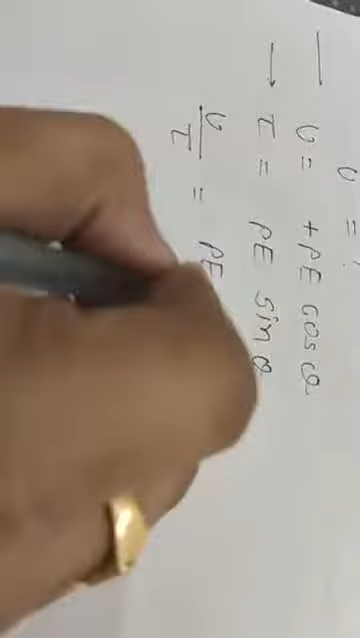 U = ?
— U = +PE cos θ
→ τ = PE sin θ
U/τ = PE